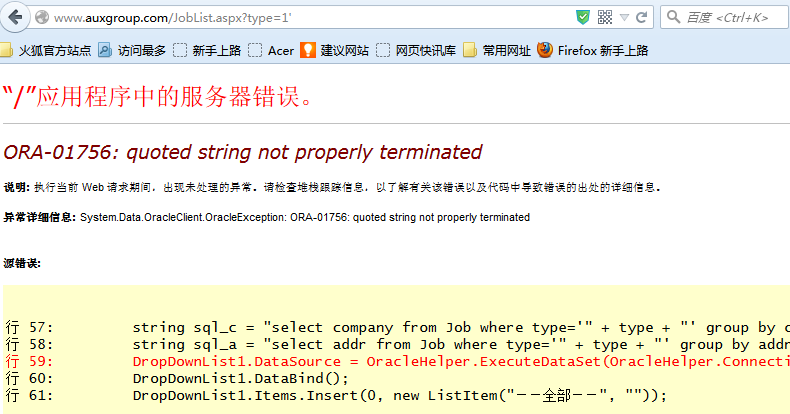 www.auxgroup.com/JobList.aspx?type=1'
百度 <Ctrl+K>
火狐官方站点 访问最多 新手上路 Acer 建议网站 网页快讯库 常用网址 Firefox 新手上路
“/”应用程序中的服务器错误。
ORA-01756: quoted string not properly terminated
说明: 执行当前 Web 请求期间，出现未处理的异常。请检查堆栈跟踪信息，以了解有关该错误以及代码中导致错误的出处的详细信息。
异常详细信息: System.Data.OracleClient.OracleException: ORA-01756: quoted string not properly terminated
源错误:
行 57: string sql_c = "select company from Job where type='" + type + "' group by c
行 58: string sql_a = "select addr from Job where type='" + type + "' group by addr
行 59: DropDownList1.DataSource = OracleHelper.ExecuteDataSet(OracleHelper.Connecti
行 60: DropDownList1.DataBind();
行 61: DropDownList1.Items.Insert(0, new ListItem("－－全部－－", ""));